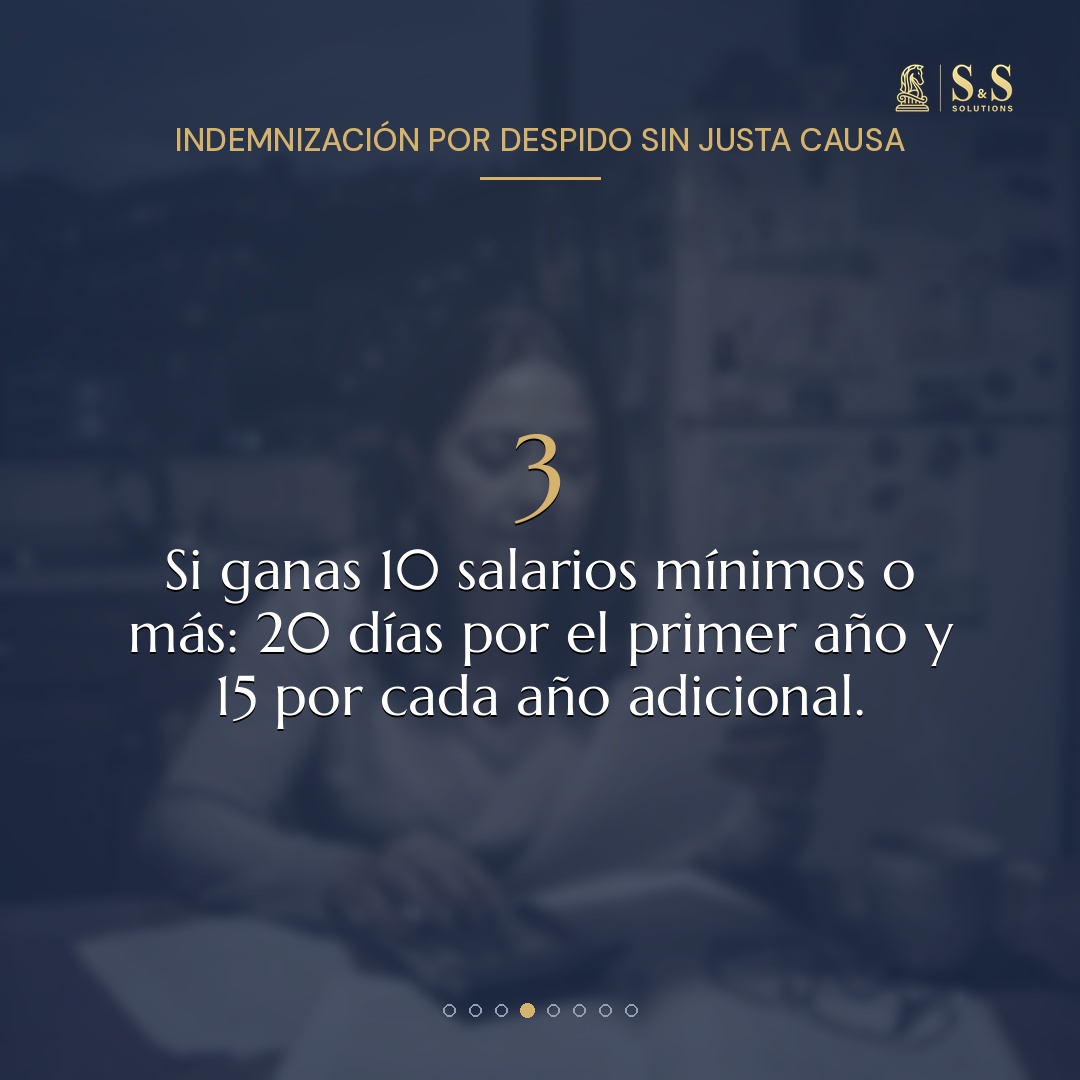 S&S
SOLUTIONS
INDEMNIZACIÓN POR DESPIDO SIN JUSTA CAUSA
3
Si ganas 10 salarios mínimos o
más: 20 días por el primer año y
15 por cada año adicional.